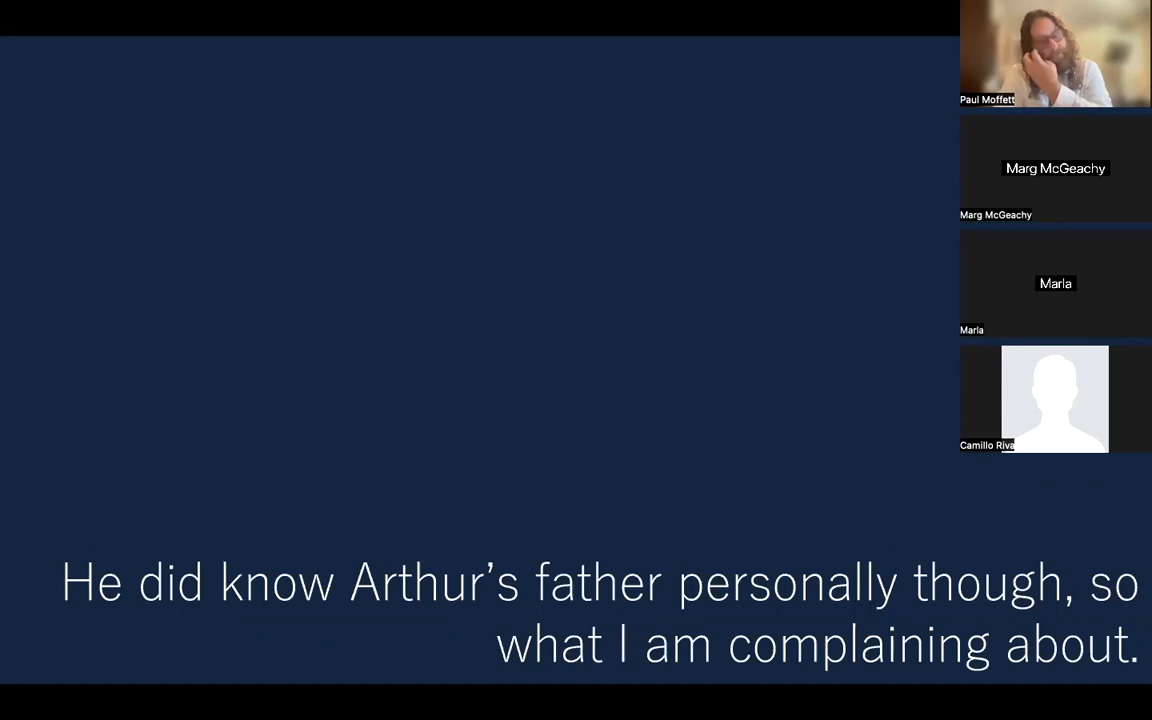 Paul Moffett
Marg McGeachy
Marg McGeachy
Marla
Marla
Camillo Riva
He did know Arthur’s father personally though, so
what I am complaining about.